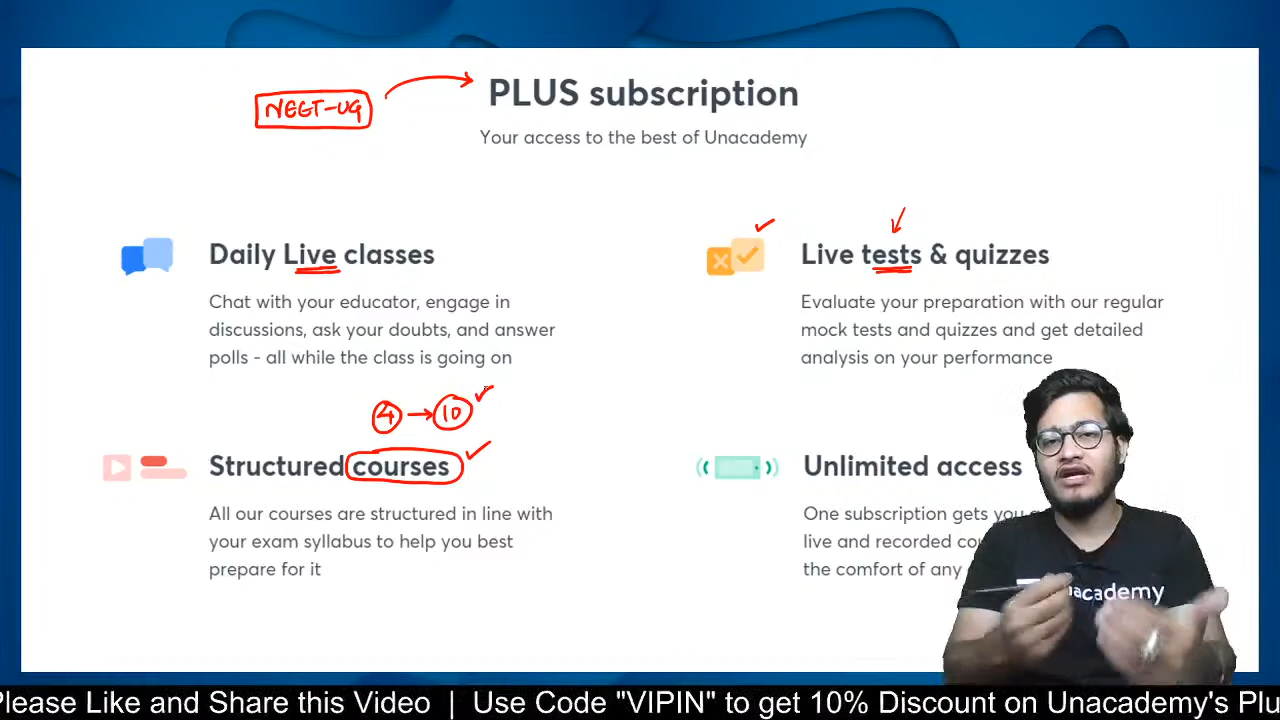 NEET-UG
PLUS subscription
Your access to the best of Unacademy
Daily Live classes
Chat with your educator, engage in
discussions, ask your doubts, and answer
polls - all while the class is going on
Live tests & quizzes
Evaluate your preparation with our regular
mock tests and quizzes and get detailed
analysis on your performance
4 → 10
Structured courses
All our courses are structured in line with
your exam syllabus to help you best
prepare for it
Unlimited access
One subscription gets you
live and recorded
the comfort of any
unacademy
Please Like and Share this Video | Use Code "VIPIN" to get 10% Discount on Unacademy's Plu